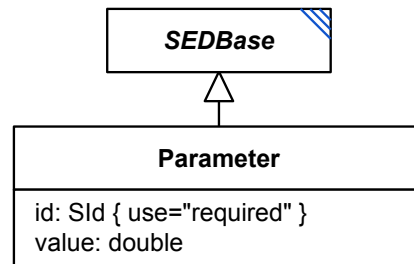 SEDBase
Parameter
id: SId { use="required" }
value: double